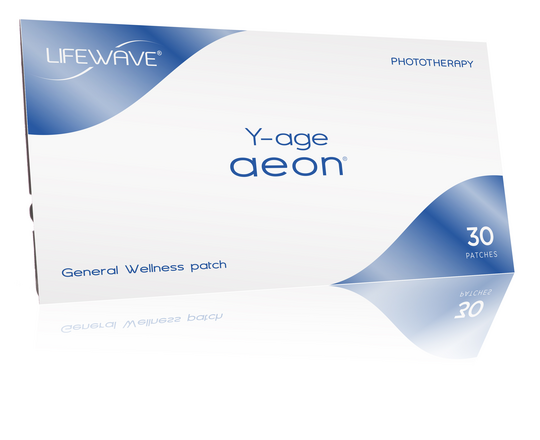 LIFEWAVE®
PHOTOTHERAPY
Y-age
aeon®
30
PATCHES
General Wellness patch